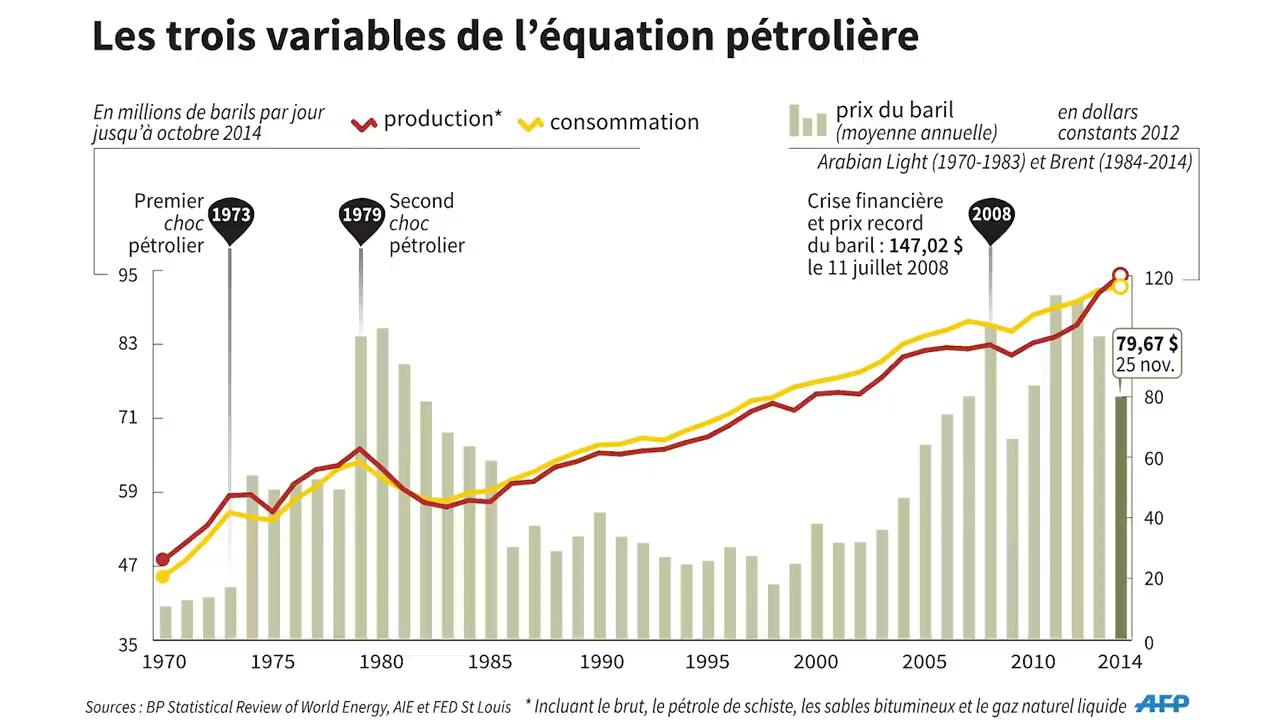 Les trois variables de l’équation pétrolière
En millions de barils par jour
jusqu’à octobre 2014
production*
consommation
prix du baril
(moyenne annuelle)
en dollars
constants 2012
Arabian Light (1970-1983) et Brent (1984-2014)
Premier
choc
pétrolier
1973
1979
Second
choc
pétrolier
Crise financière
et prix record
du baril : 147,02 $
le 11 juillet 2008
2008
95
83
71
59
47
35
120
79,67 $
25 nov.
80
60
40
20
0
1970 1975 1980 1985 1990 1995 2000 2005 2010 2014
Sources : BP Statistical Review of World Energy, AIE et FED St Louis
* Incluant le brut, le pétrole de schiste, les sables bitumineux et le gaz naturel liquide
AFP